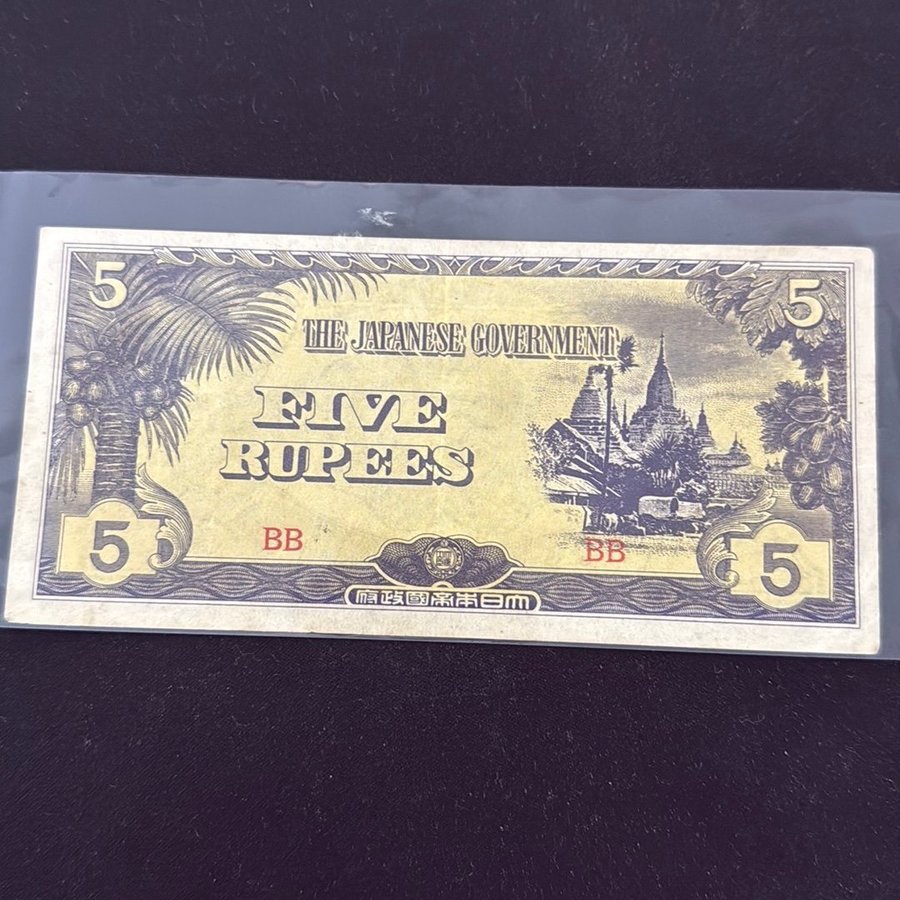 5 5
THE JAPANESE GOVERNMENT
FIVE
RUPEES
BB BB
5 5
府政國帝本日大